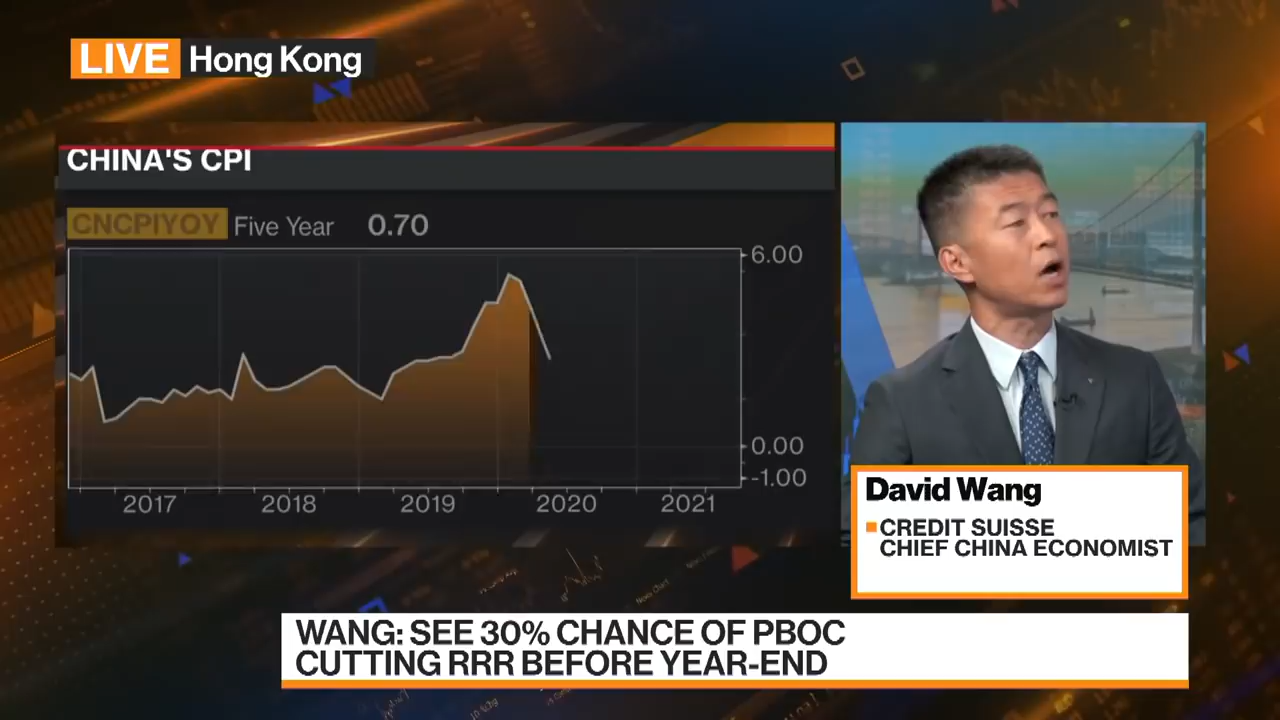 LIVE Hong Kong
CHINA'S CPI
CNCPIYOY Five Year 0.70
6.00
0.00
-1.00
2017 2018 2019 2020 2021
David Wang
CREDIT SUISSE
CHIEF CHINA ECONOMIST
WANG: SEE 30% CHANCE OF PBOC
CUTTING RRR BEFORE YEAR-END